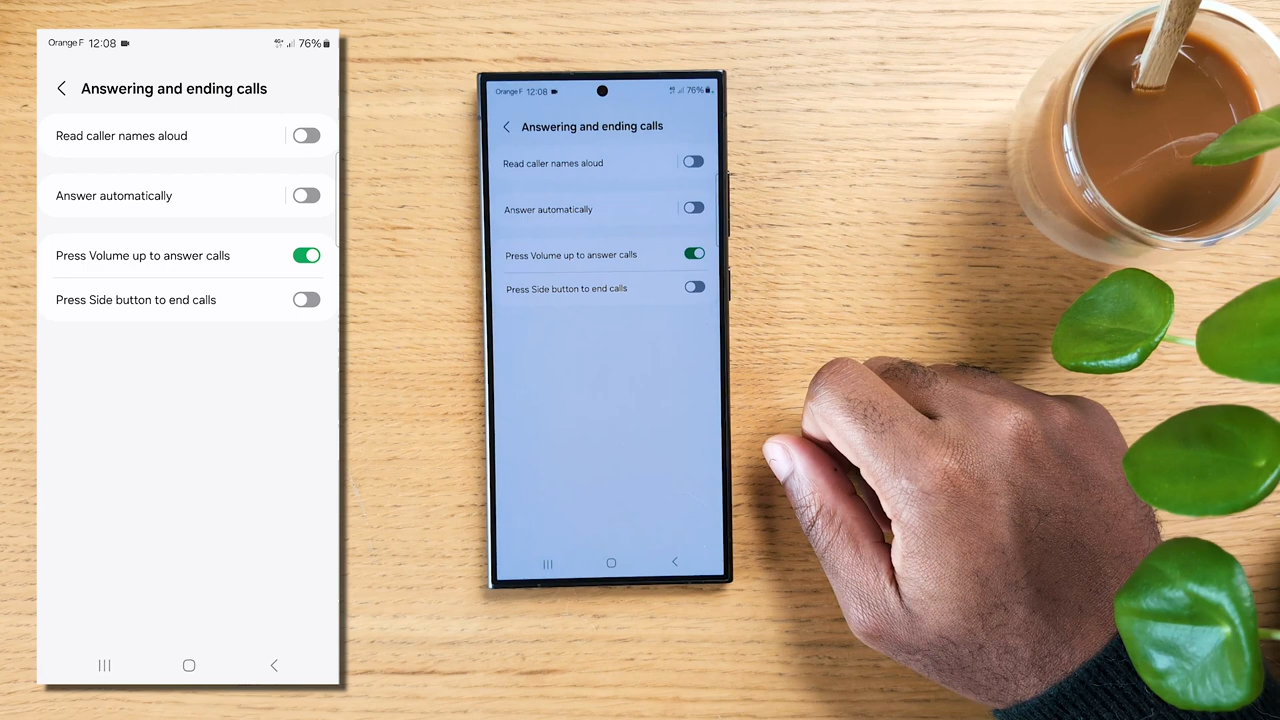 Orange F 12:08 4G+ 76%
Answering and ending calls
Read caller names aloud
Answer automatically
Press Volume up to answer calls
Press Side button to end calls
Orange F 12:08 76%
Answering and ending calls
Read caller names aloud
Answer automatically
Press Volume up to answer calls
Press Side button to end calls